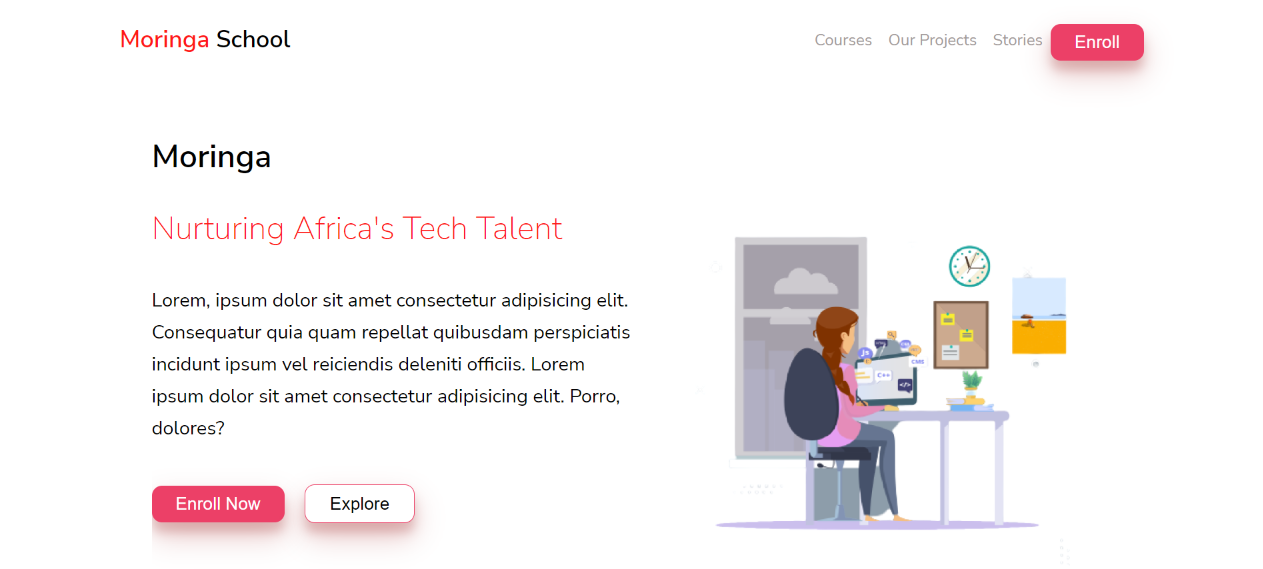 Moringa School
Courses Our Projects Stories Enroll
Moringa
Nurturing Africa's Tech Talent
Lorem, ipsum dolor sit amet consectetur adipisicing elit.
Consequatur quia quam repellat quibusdam perspiciatis
incidunt ipsum vel reiciendis deleniti officiis. Lorem
ipsum dolor sit amet consectetur adipisicing elit. Porro,
dolores?
Enroll Now Explore
JS
CMS
C++
</>